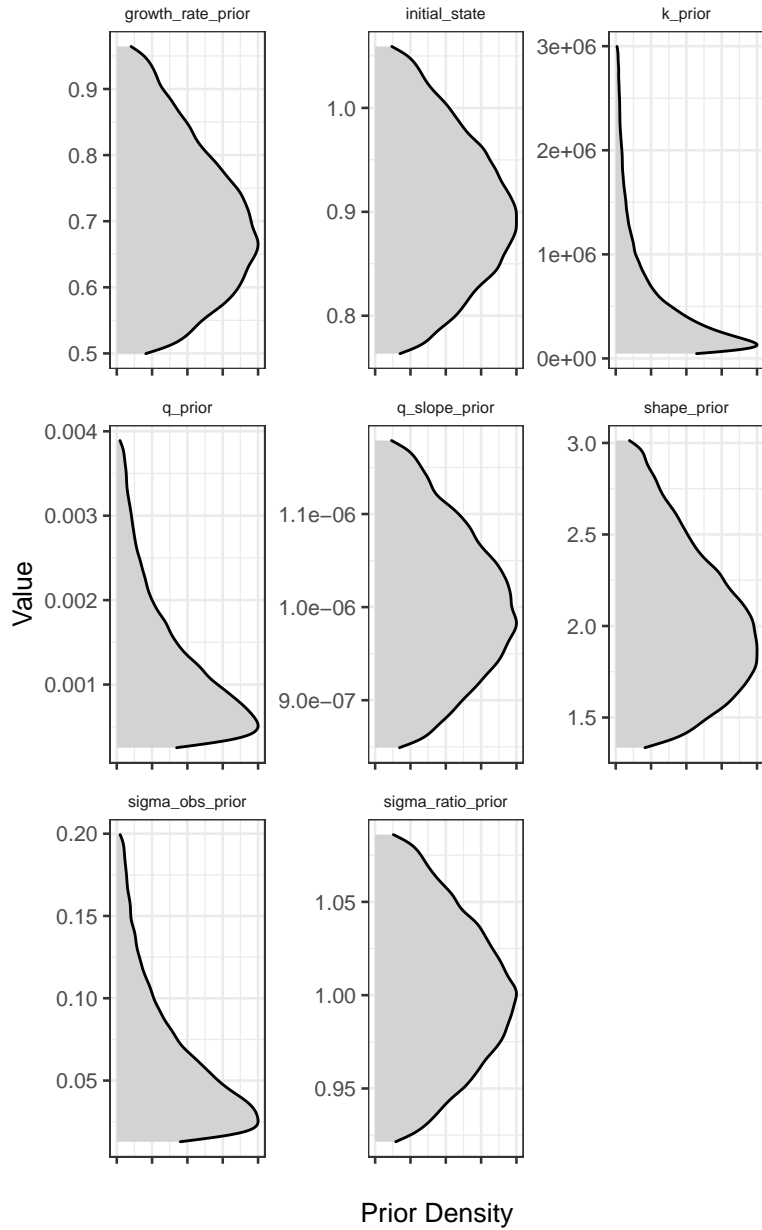 growth_rate_prior
initial_state
k_prior
0.9
0.8
0.7
0.6
0.5
1.0
0.9
0.8
3e+06
2e+06
1e+06
0e+00
q_prior
q_slope_prior
shape_prior
0.004
0.003
0.002
0.001
1.1e−06
1.0e−06
9.0e−07
3.0
2.5
2.0
1.5
Value
sigma_obs_prior
sigma_ratio_prior
0.20
0.15
0.10
0.05
1.05
1.00
0.95
Prior Density